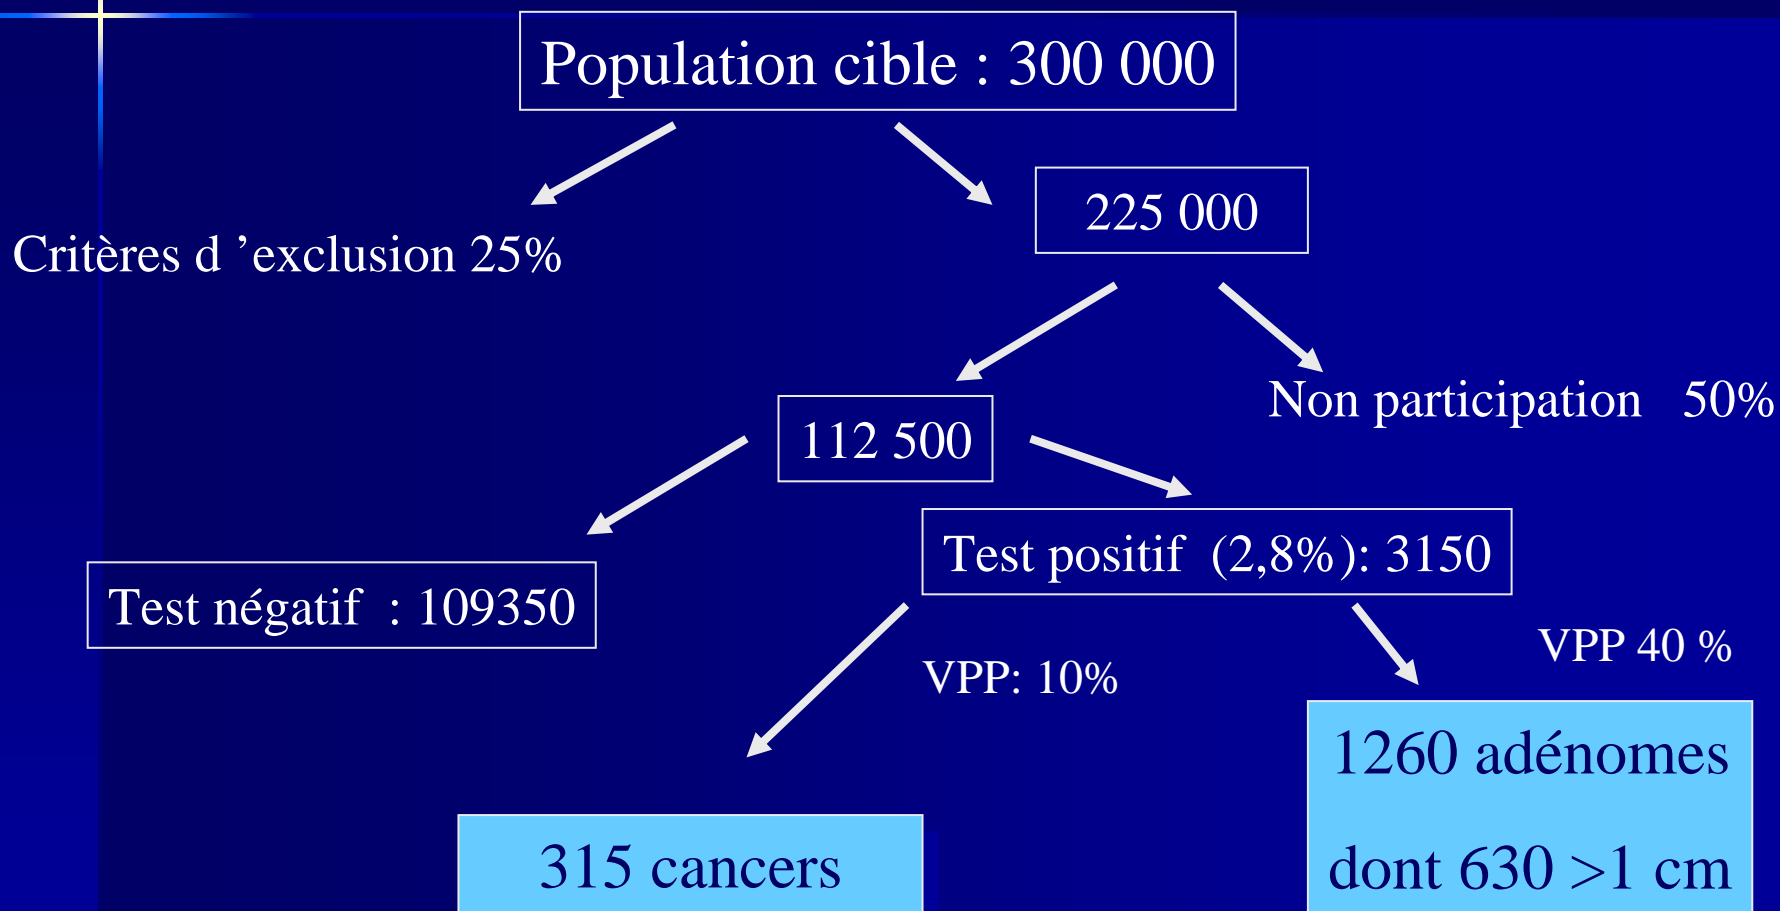 Population cible : 300 000
225 000
Critères d ’exclusion 25%
Non participation 50%
112 500
Test positif (2,8%): 3150
Test négatif : 109350
VPP 40 %
VPP: 10%
1260 adénomes
dont 630 >1 cm
315 cancers